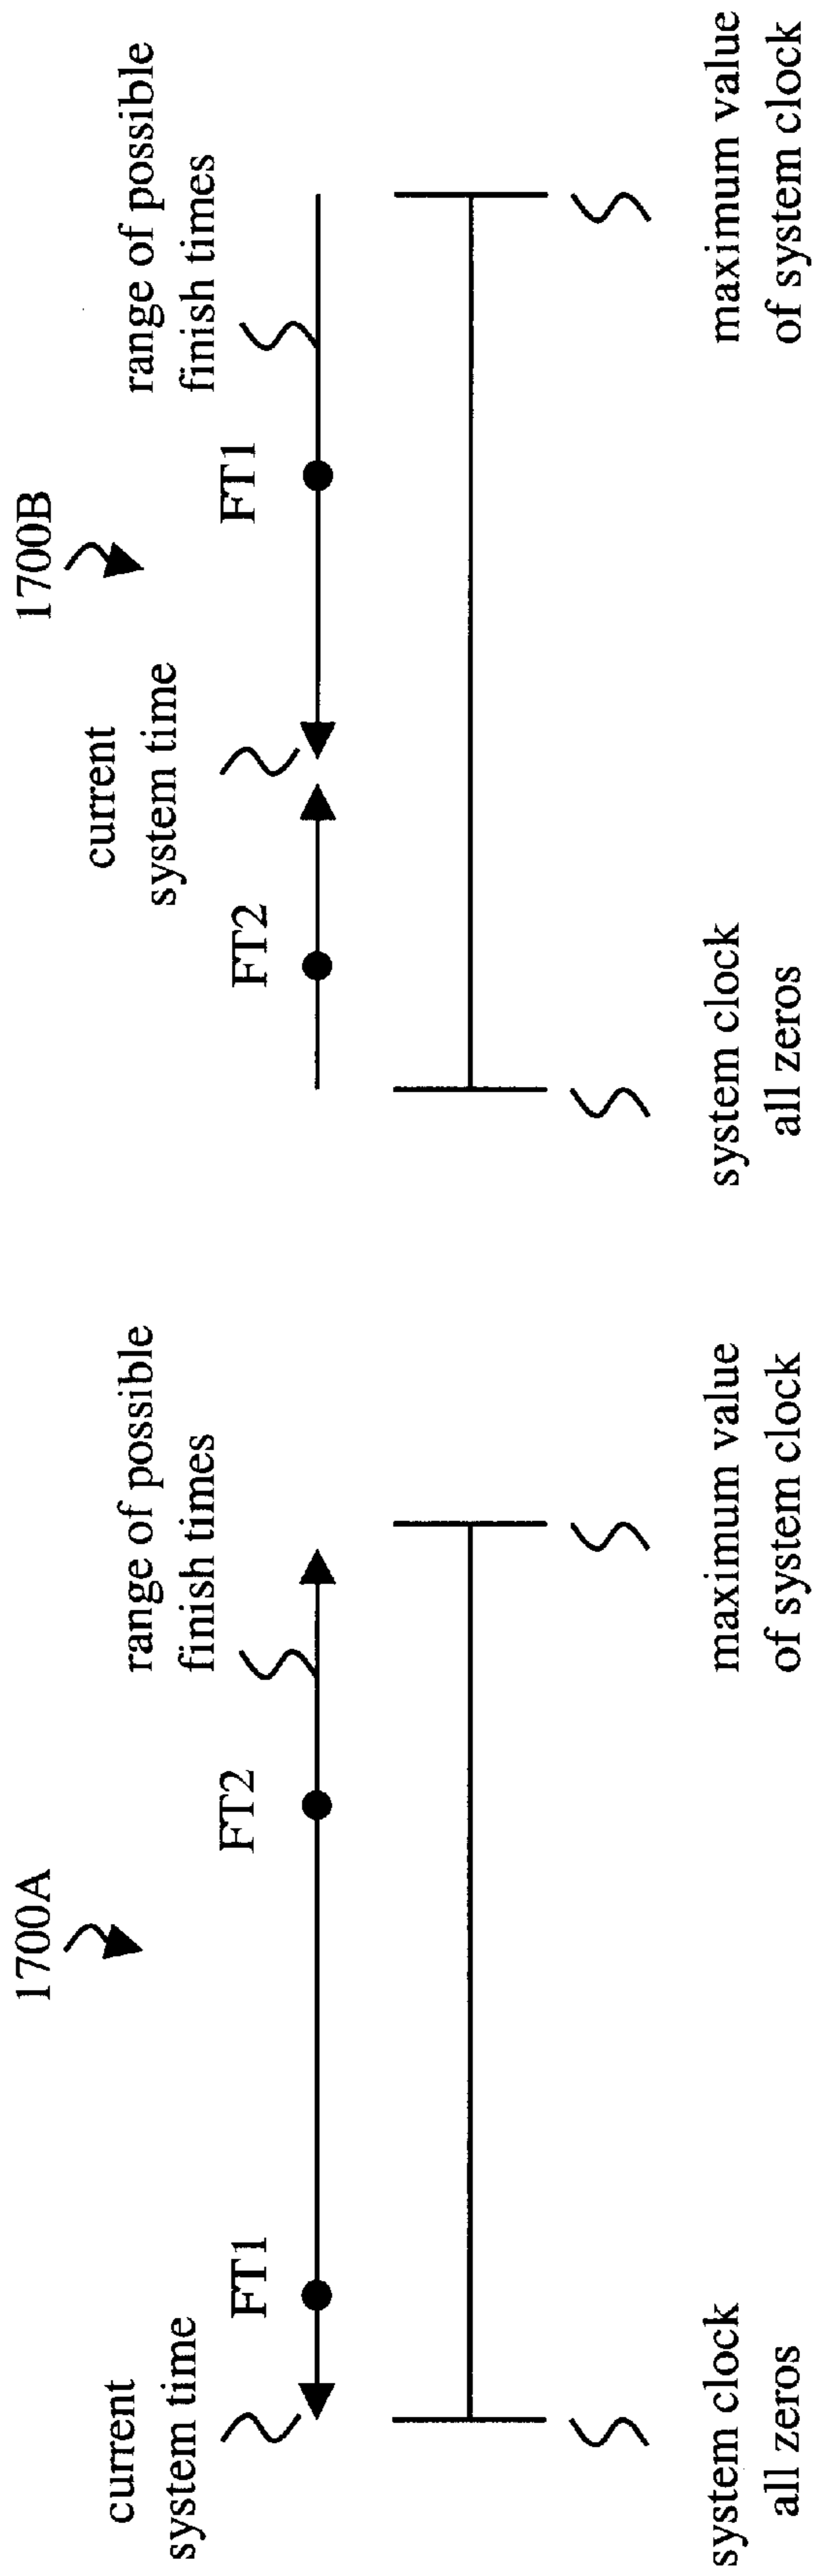 1700A
current
system time
FT1
FT2
range of possible
finish times
system clock
all zeros
maximum value
of system clock
1700B
current
system time
FT2
FT1
range of possible
finish times
system clock
all zeros
maximum value
of system clock